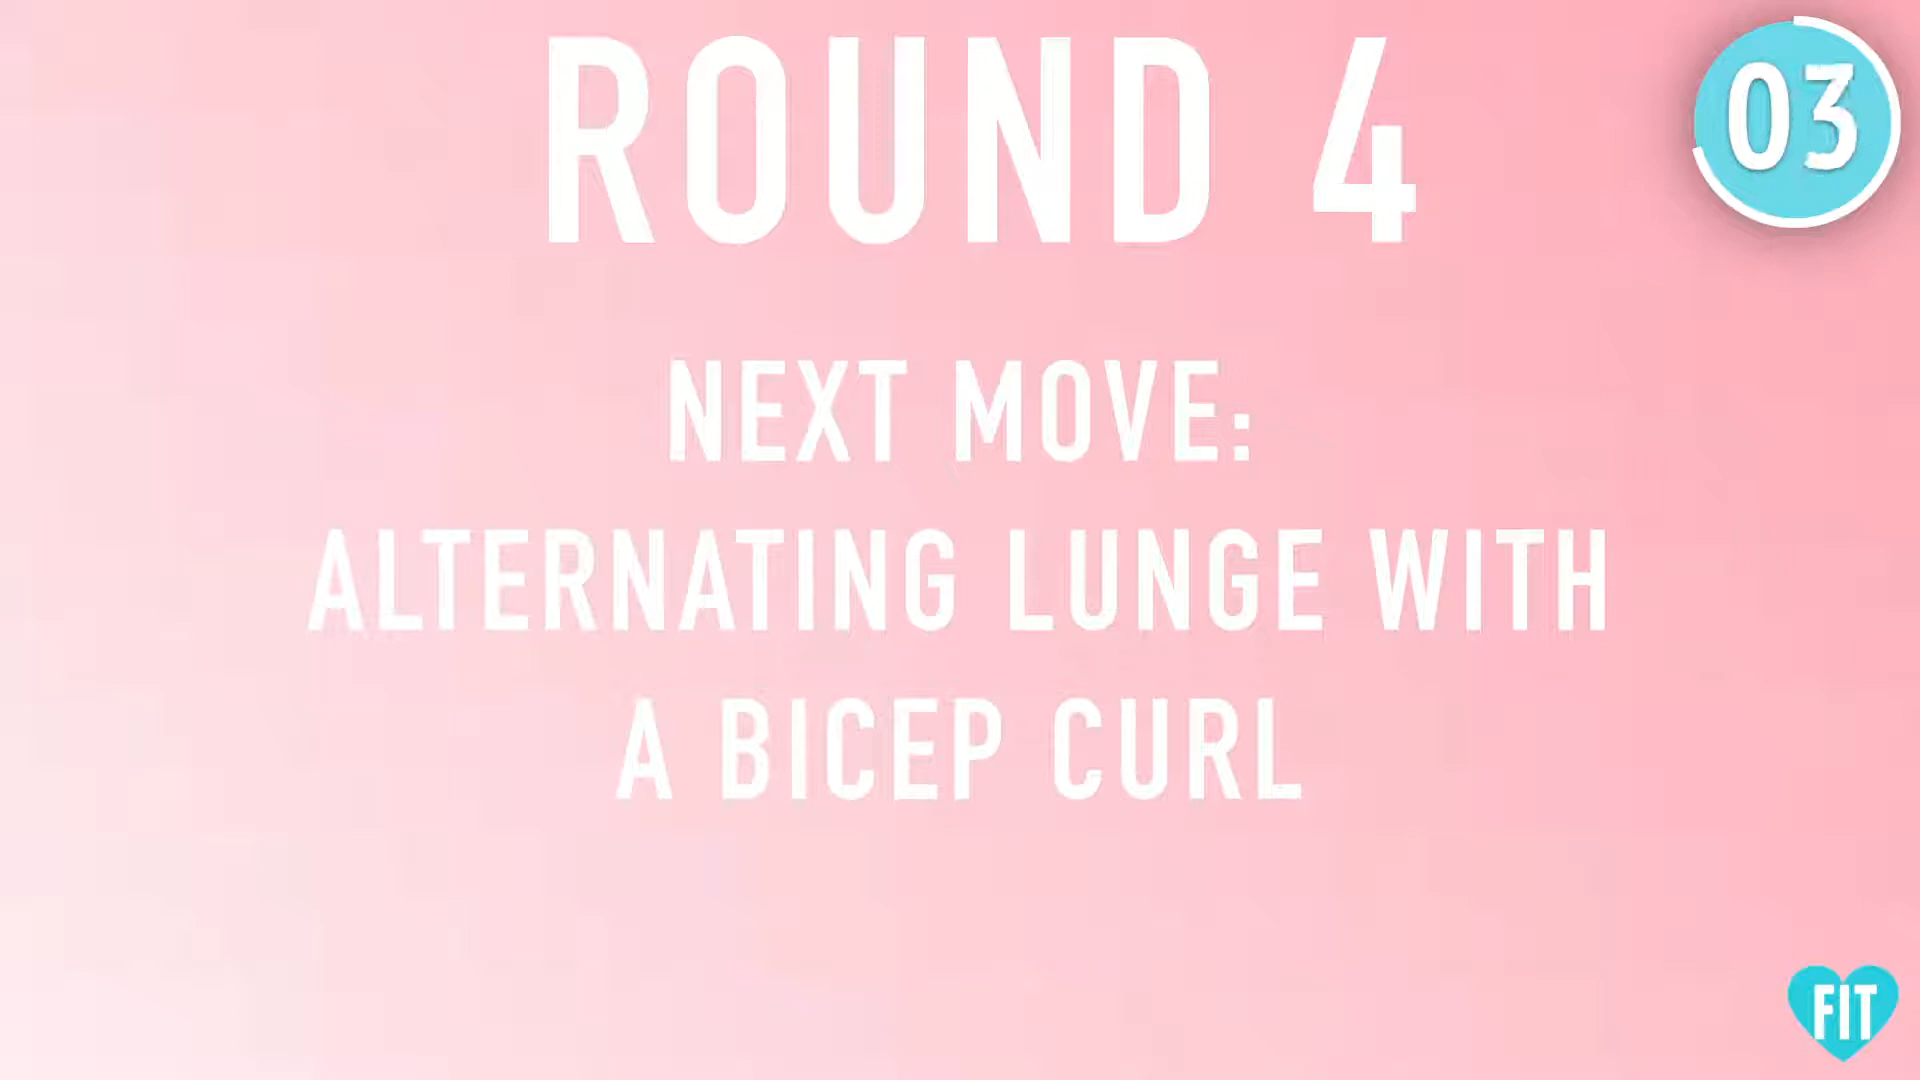 ROUND 4
03
NEXT MOVE:
ALTERNATING LUNGE WITH
A BICEP CURL
FIT